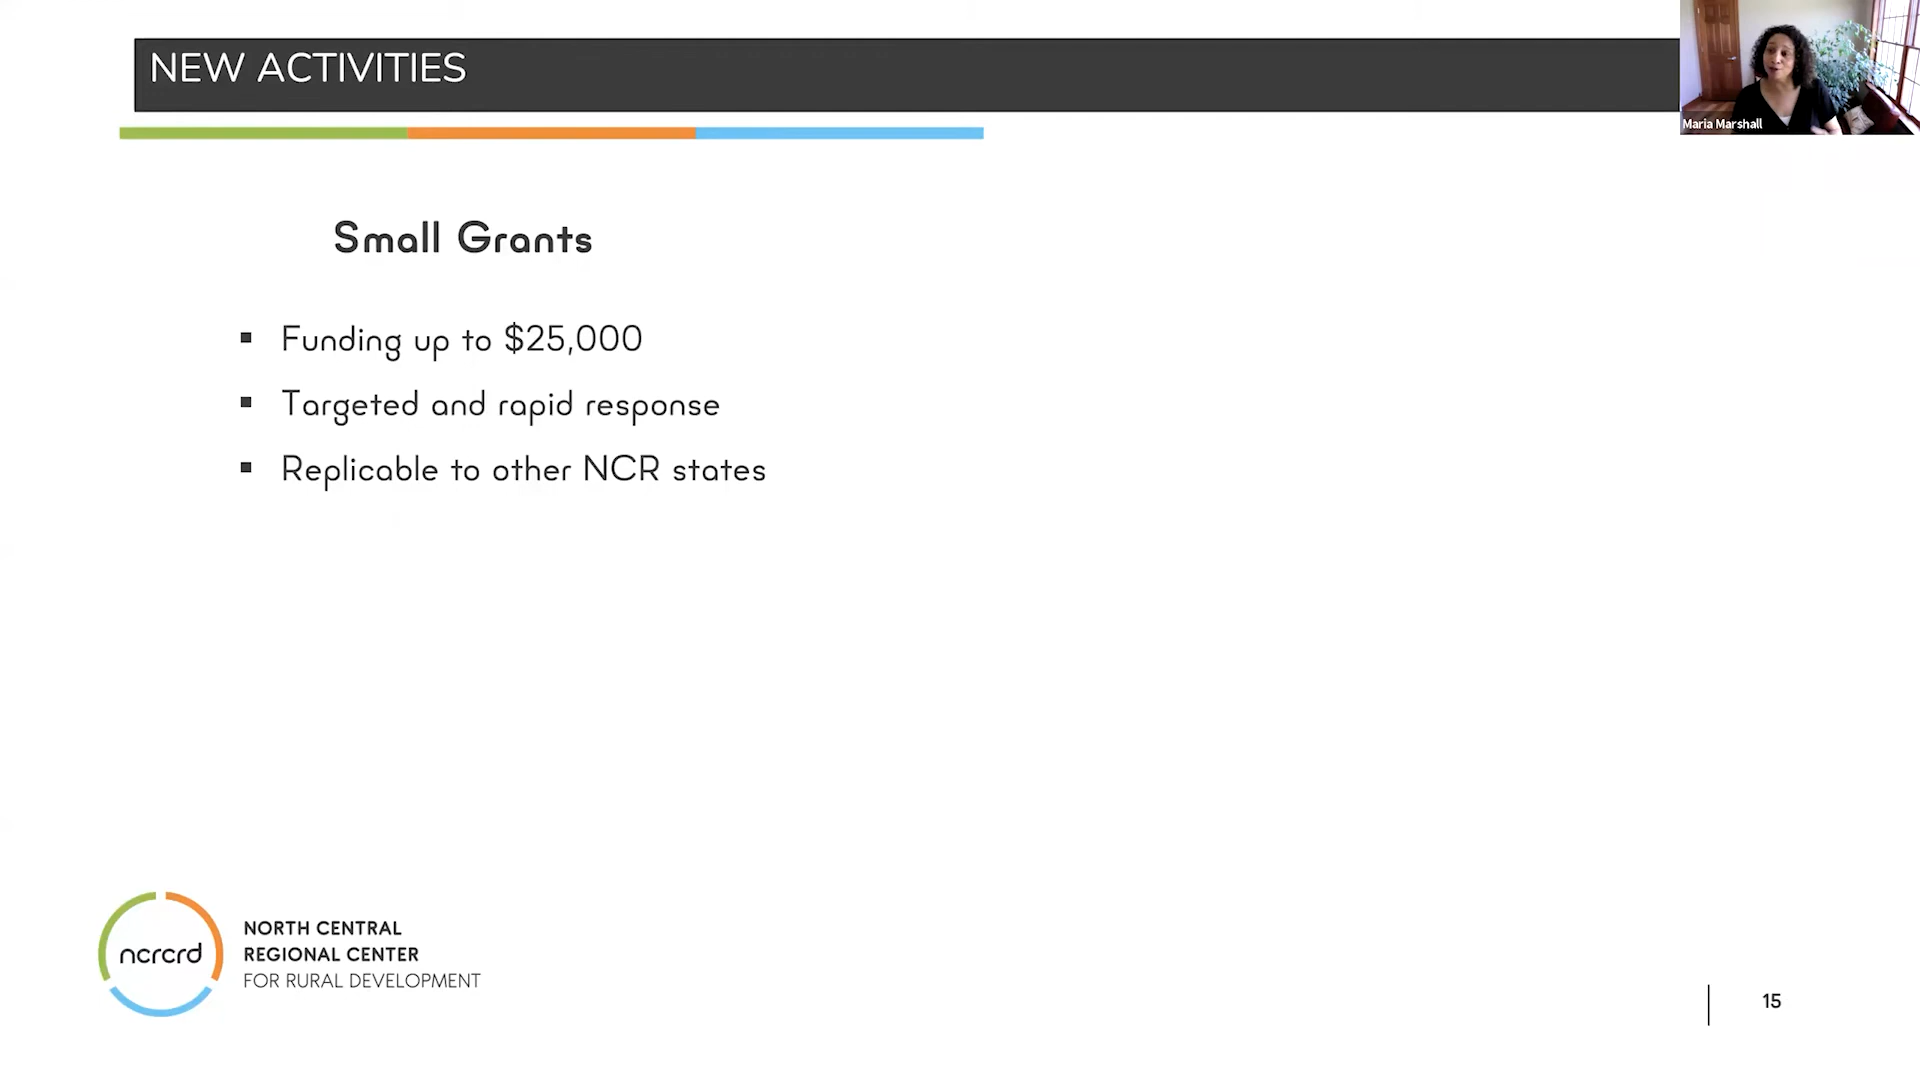 NEW ACTIVITIES
Maria Marshall
Small Grants
▪ Funding up to $25,000
▪ Targeted and rapid response
▪ Replicable to other NCR states
ncrcrd
NORTH CENTRAL
REGIONAL CENTER
FOR RURAL DEVELOPMENT
15